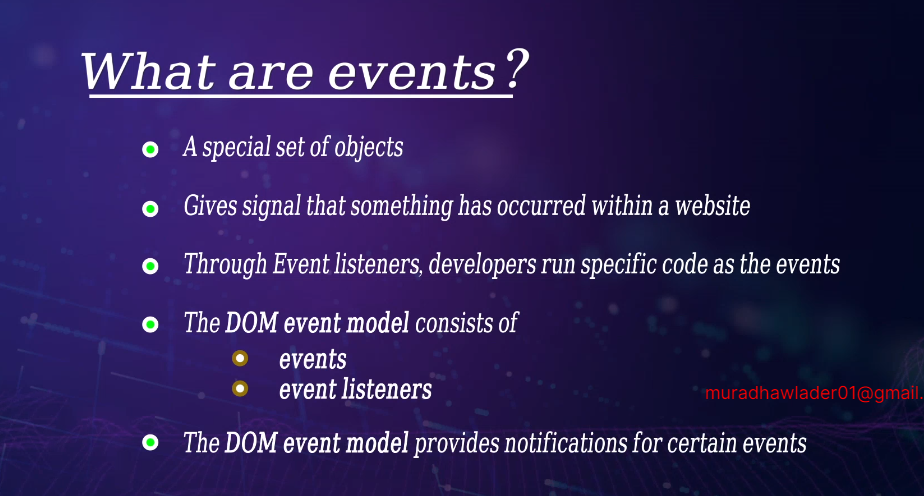 What are events?
A special set of objects
Gives signal that something has occurred within a website
Through Event listeners, developers run specific code as the events
The DOM event model consists of
events
event listeners
muradhawlader01@gmail.
The DOM event model provides notifications for certain events